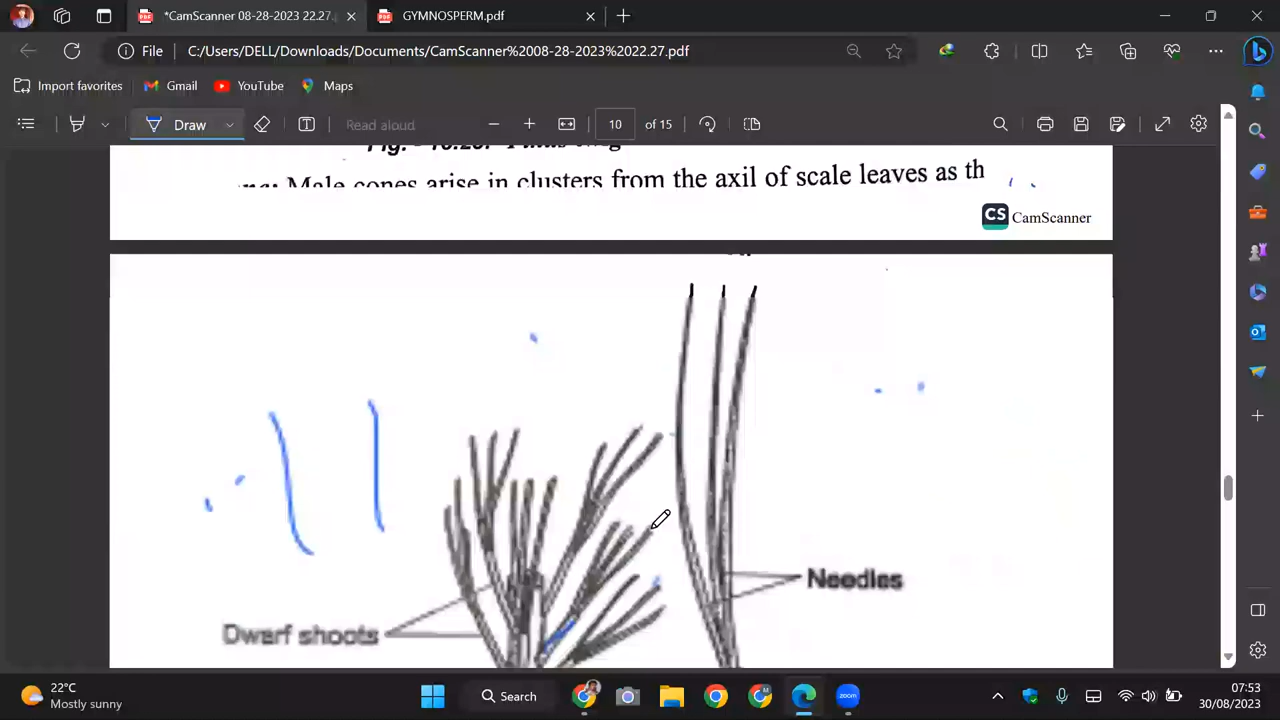 *CamScanner 08-28-2023 22.27.
GYMNOSPERM.pdf
File
C:/Users/DELL/Downloads/Documents/CamScanner%2008-28-2023%2022.27.pdf
Import favorites
Gmail
YouTube
Maps
Draw
Read aloud
10
of 15
Male cones arise in clusters from the axil of scale leaves as th
CS CamScanner
Needles
Dwarf shoots
22°C
Mostly sunny
Search
zoom
07:53
30/08/2023